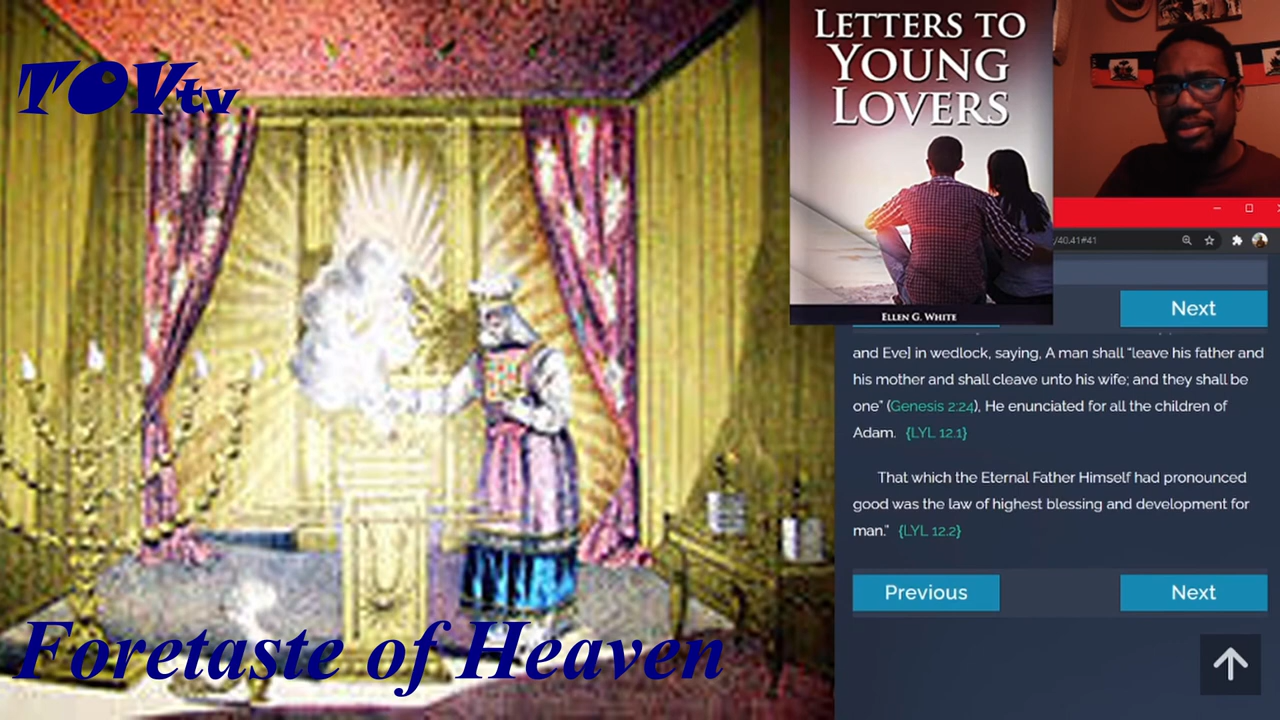 TOVtv
LETTERS TO
YOUNG
LOVERS
ELLEN G. WHITE
/40.41#41
Next
and Eve] in wedlock, saying, A man shall “leave his father and
his mother and shall cleave unto his wife; and they shall be
one” (Genesis 2:24), He enunciated for all the children of
Adam. {LYL 12.1}
That which the Eternal Father Himself had pronounced
good was the law of highest blessing and development for
man.” {LYL 12.2}
Previous
Next
Foretaste of Heaven